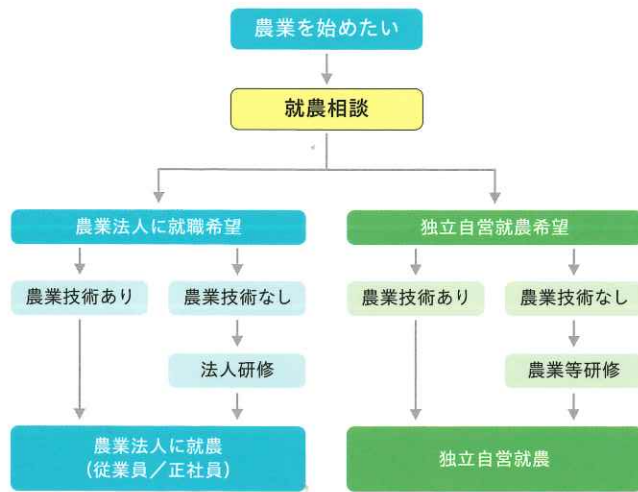 農業を始めたい
就農相談
農業法人に就職希望
独立自営就農希望
農業技術あり
農業技術なし
農業技術あり
農業技術なし
法人研修
農業等研修
農業法人に就農
(従業員／正社員)
独立自営就農